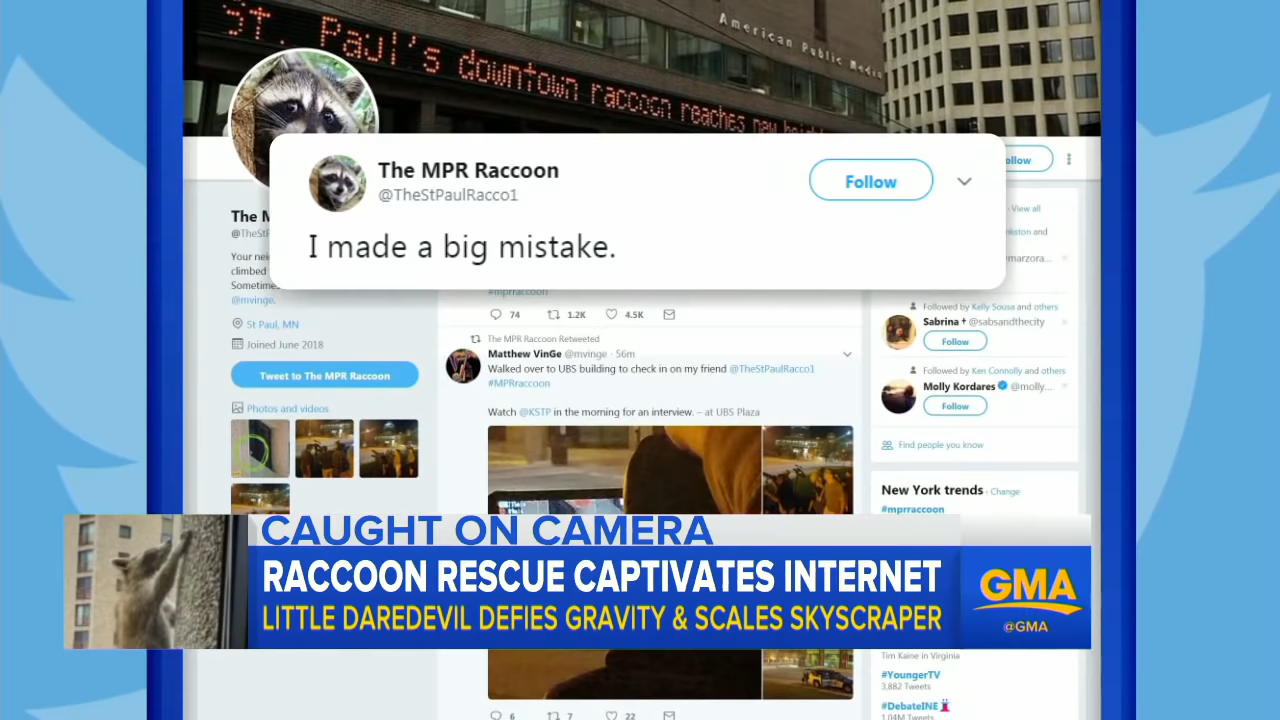 St. Paul's downtown raccoon reaches new
American Public Media
The MPR Raccoon
@TheStPaulRacco1
Follow
I made a big mistake.
ollow
The M
@TheStP
Your nei
climbed
Sometime
@mvinge.
St Paul, MN
Joined June 2018
Tweet to The MPR Raccoon
Photos and videos
#mprraccoon
74 1.2K 4.5K
The MPR Raccoon Retweeted
Matthew VinGe @mvinge · 56m
Walked over to UBS building to check in on my friend @TheStPaulRacco1
#MPRraccoon
Watch @KSTP in the morning for an interview. – at UBS Plaza
6 7 22
· View all
nkston and
marzora...
Followed by Kelly Sousa and others
Sabrina † @sabsandthecity
Follow
Followed by Ken Connolly and others
Molly Kordares @molly...
Follow
Find people you know
New York trends · Change
#mprraccoon
Tim Kaine in Virginia
#YoungerTV
3,882 Tweets
#DebateINE
1.04M Tweets
CAUGHT ON CAMERA
RACCOON RESCUE CAPTIVATES INTERNET
LITTLE DAREDEVIL DEFIES GRAVITY & SCALES SKYSCRAPER
GMA
@GMA